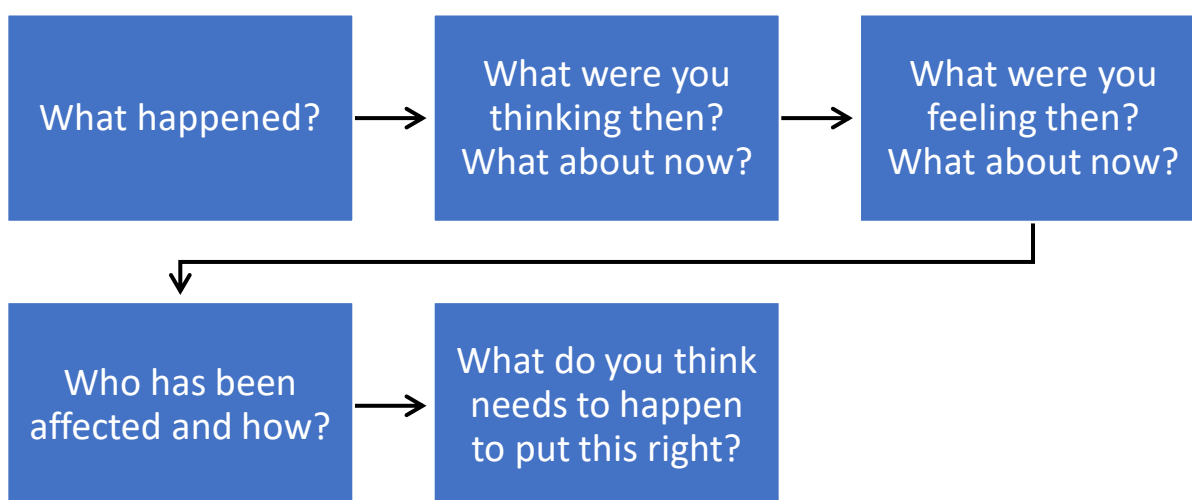 What happened?
What were you
thinking then?
What about now?
What were you
feeling then?
What about now?
Who has been
affected and how?
What do you think
needs to happen
to put this right?